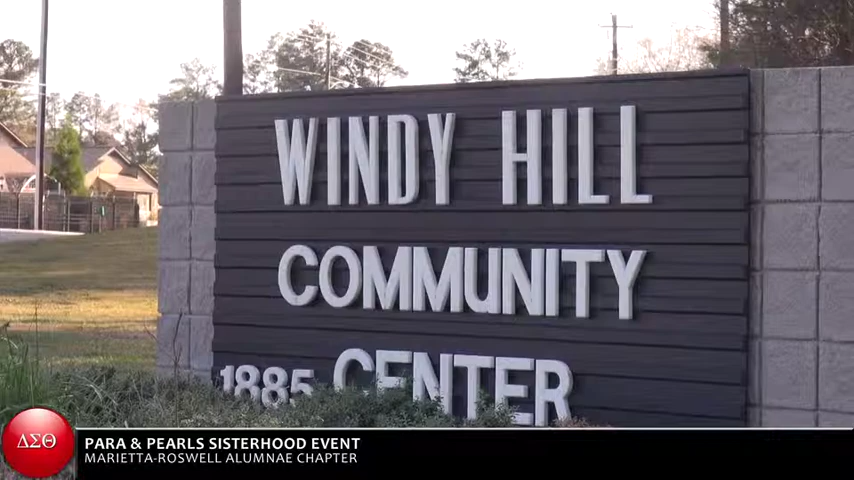 WINDY HILL
COMMUNITY
1885 CENTER
ΔΣΘ
PARA & PEARLS SISTERHOOD EVENT
MARIETTA-ROSWELL ALUMNAE CHAPTER